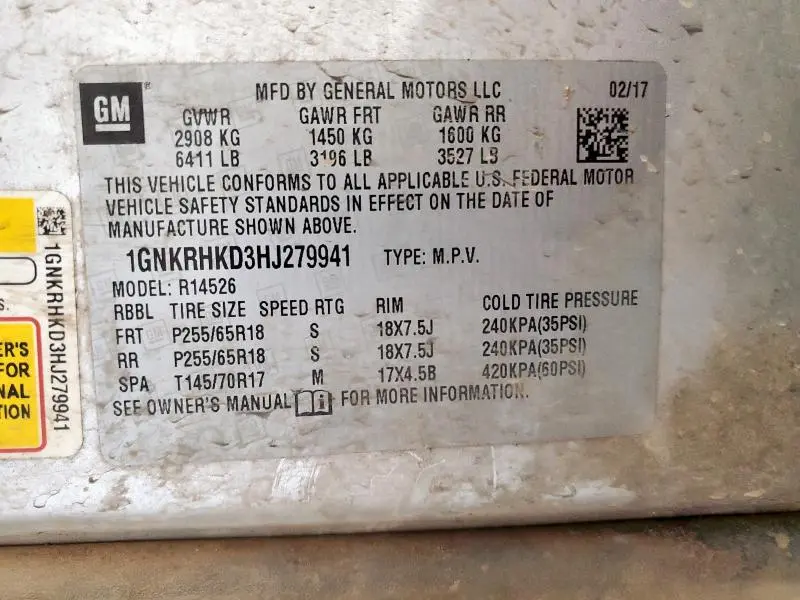 GM
MFD BY GENERAL MOTORS LLC 02/17
GVWR GAWR FRT GAWR RR
2908 KG 1450 KG 1600 KG
6411 LB 3196 LB 3527 LB
THIS VEHICLE CONFORMS TO ALL APPLICABLE U.S. FEDERAL MOTOR
VEHICLE SAFETY STANDARDS IN EFFECT ON THE DATE OF
MANUFACTURE SHOWN ABOVE.
1GNKRHKD3HJ279941 TYPE: M.P.V.
MODEL: R14526
RBBL TIRE SIZE SPEED RTG RIM COLD TIRE PRESSURE
FRT P255/65R18 S 18X7.5J 240KPA(35PSI)
RR P255/65R18 S 18X7.5J 240KPA(35PSI)
SPA T145/70R17 M 17X4.5B 420KPA(60PSI)
SEE OWNER'S MANUAL FOR MORE INFORMATION.
1GNKRHKD3HJ279941
S.
ER'S
FOR
NAL
TION